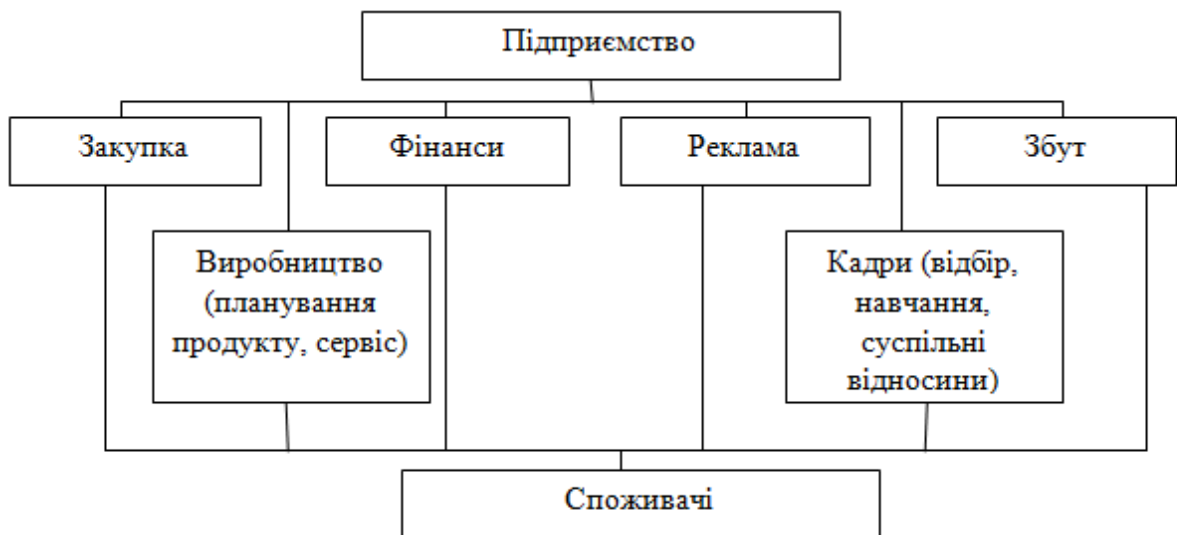 Підприємство
Закупка
Фінанси
Реклама
Збут
Виробництво
(планування
продукту, сервіс)
Кадри (відбір,
навчання,
суспільні
відносини)
Споживачі